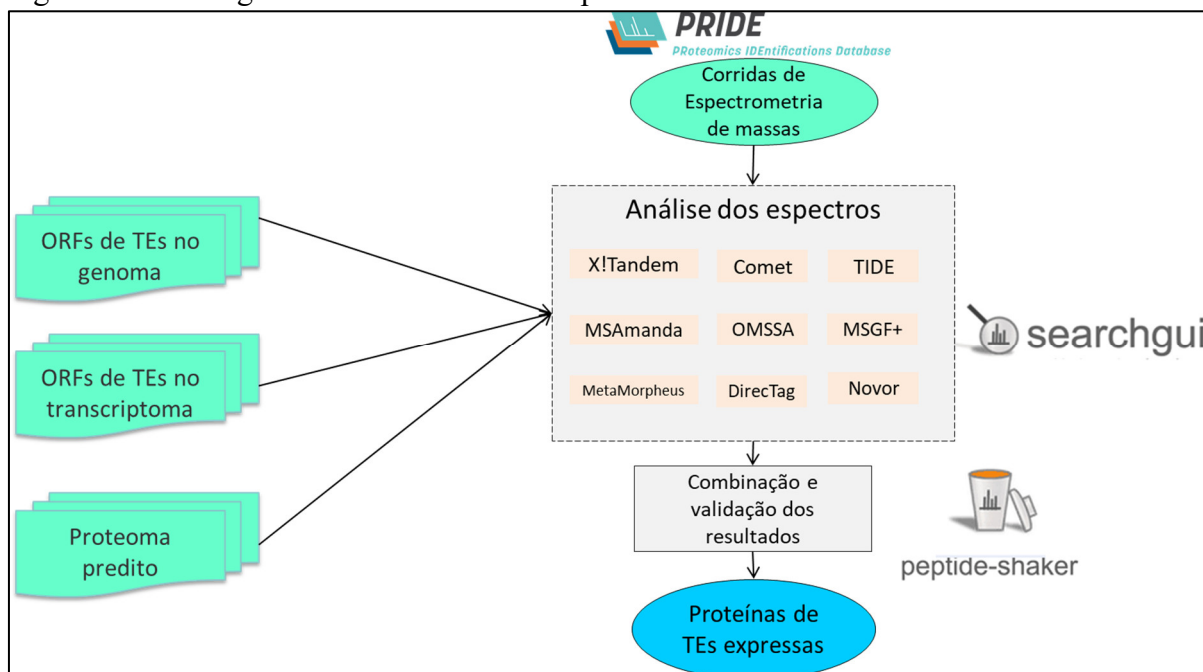 PRIDE
PRoteomics IDEntifications Database
Corridas de
Espectrometria
de massas
ORFs de TEs no
genoma
ORFs de TEs no
transcriptoma
Proteoma
predito
Análise dos espectros
X!Tandem
Comet
TIDE
MSAmanda
OMSSA
MSGF+
MetaMorpheus
DirecTag
Novor
searchgui
Combinação e
validação dos
resultados
peptide-shaker
Proteínas de
TEs expressas